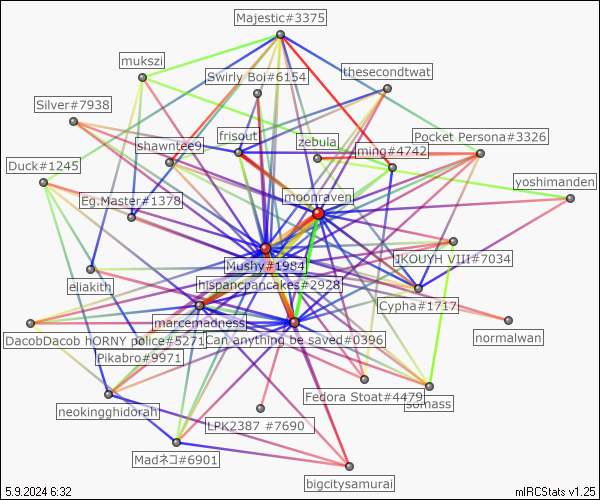 Majestic#3375
mukszi
Swirly Boi#6154
thesecondtwat
Silver#7938
frisout
Pocket Persona#3326
shawntee9
zebula
ming#4742
Duck#1245
yoshimanden
moonraven
Eg.Master#1378
Mushy#1984
JKOUYH VIII#7034
eliakith
hispancpancakes#2928
Cypha#1717
marcemadness
DacobDacob hORNY police#5271
Can anything be saved#0396
normalwan
Pikabro#9971
Fedora Stoat#4479
somass
neokingghidorah
LPK2387 #7690
Madネコ#6901
bigcitysamurai
5.9.2024 6:32
mIRCStats v1.25